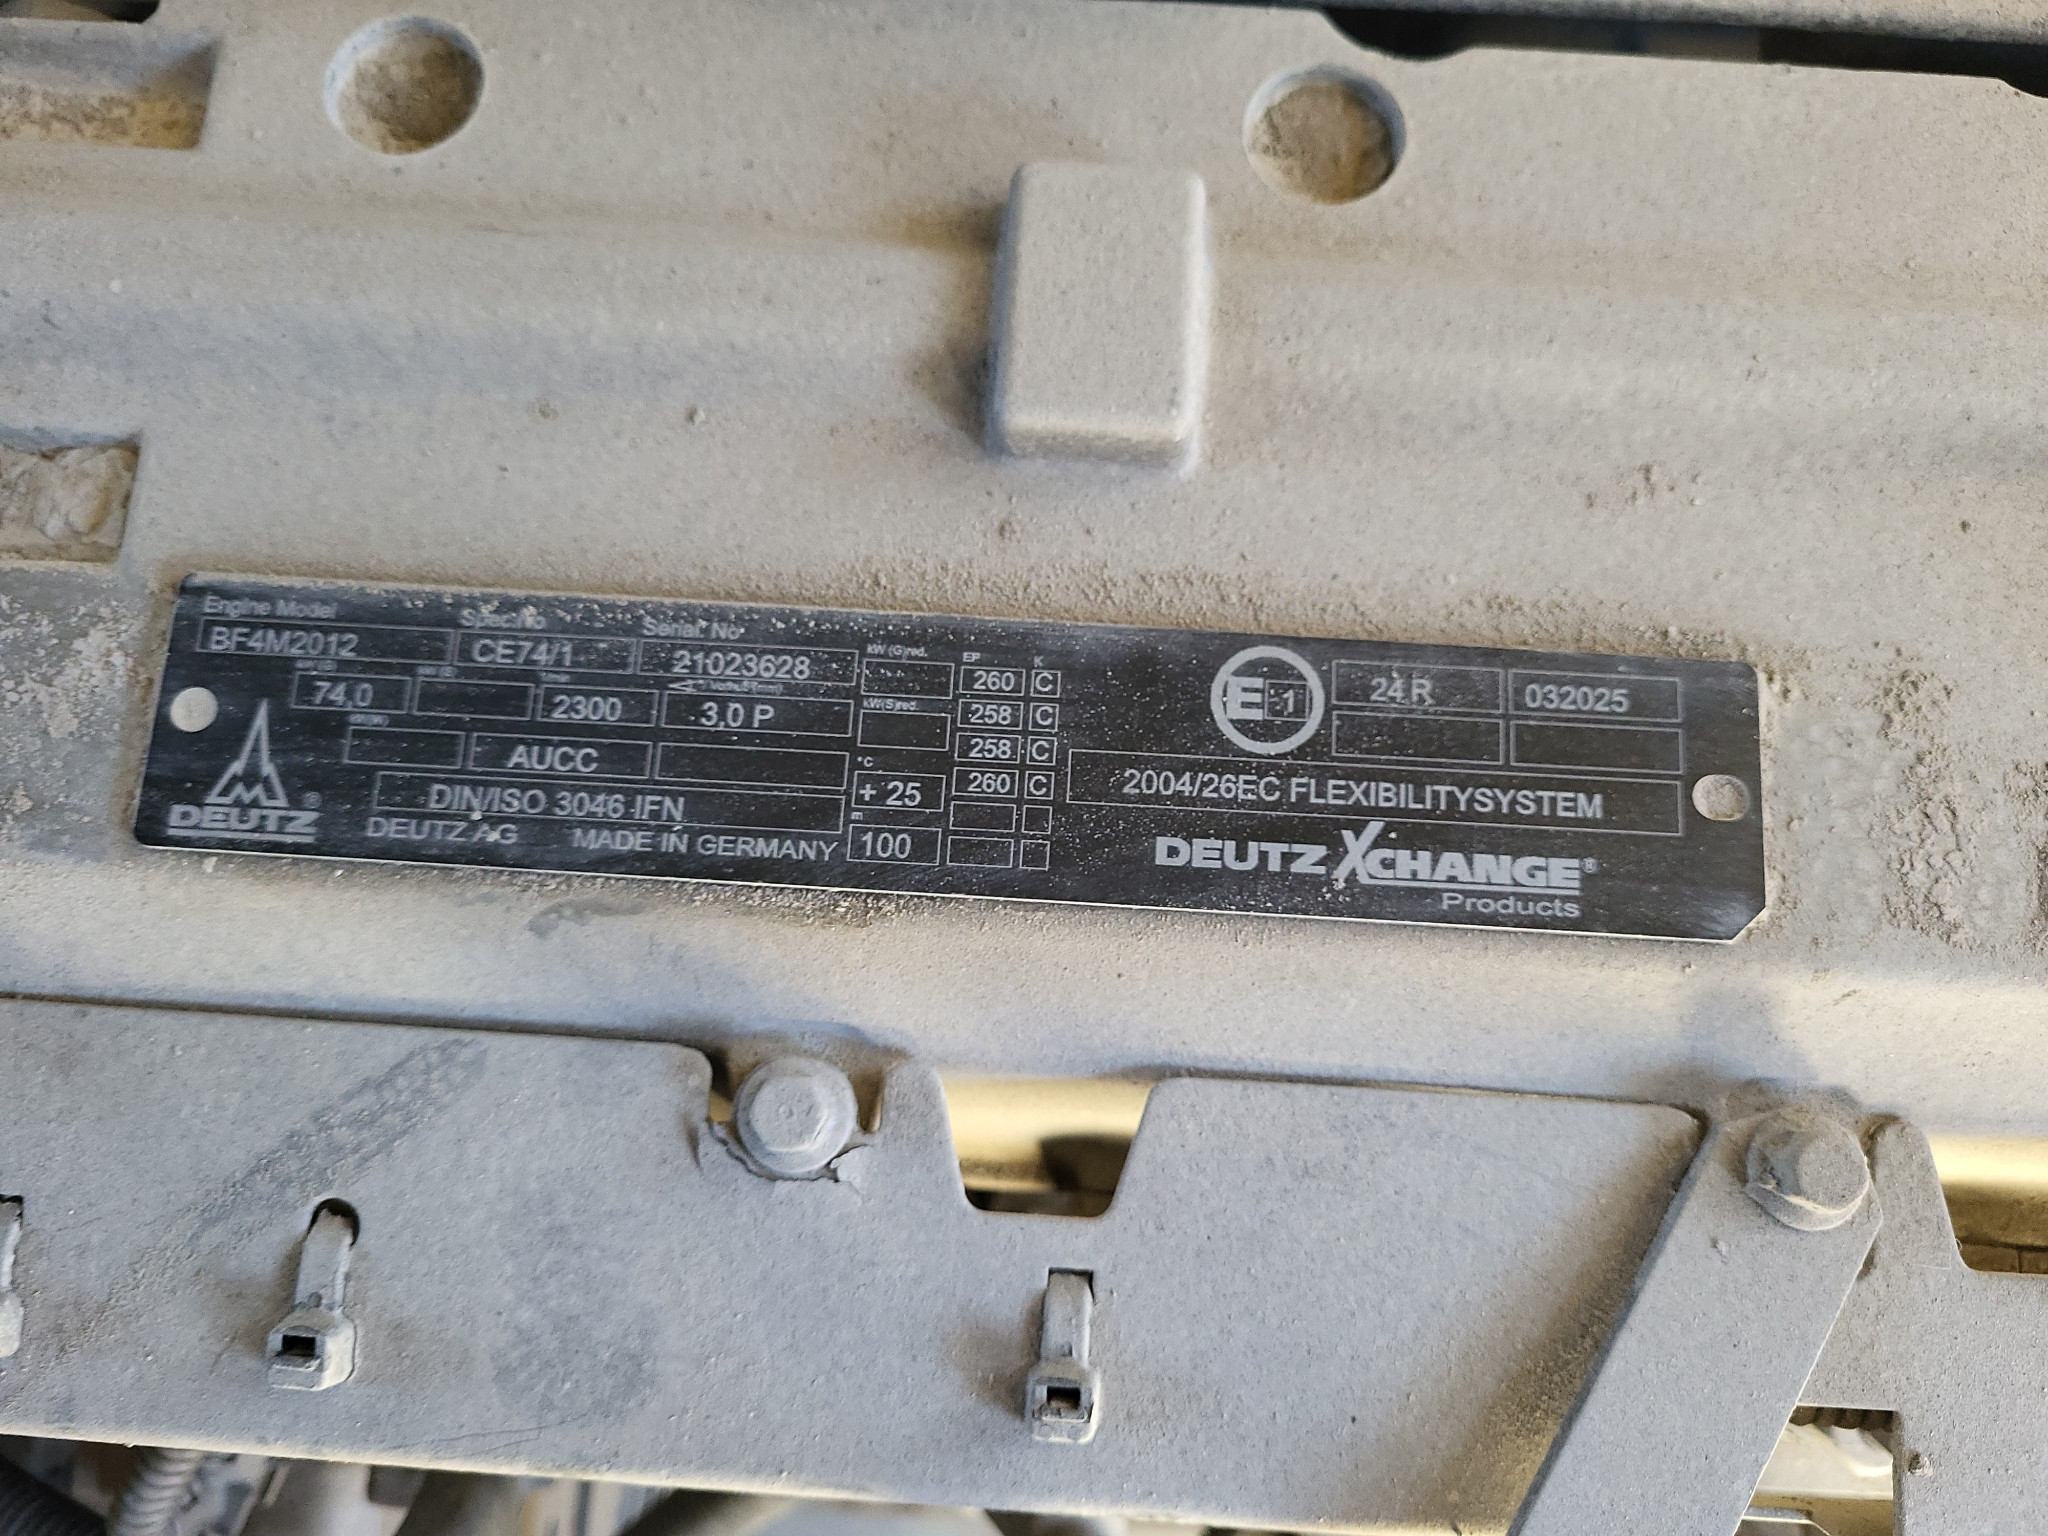 Engine Model Spec. No Serial. No
BF4M2012 CE74/1 21023628
74,0 2300 3,0 P
AUCC
DIN/ISO 3046 IFN
DEUTZ ® DEUTZ AG MADE IN GERMANY
kW (G)red.
kW(S)red.
°C
+ 25
m
100
EP K
260 C
258 C
258 C
260 C
E 1 24 R 032025
2004/26EC FLEXIBILITYSYSTEM
DEUTZ XCHANGE®
Products